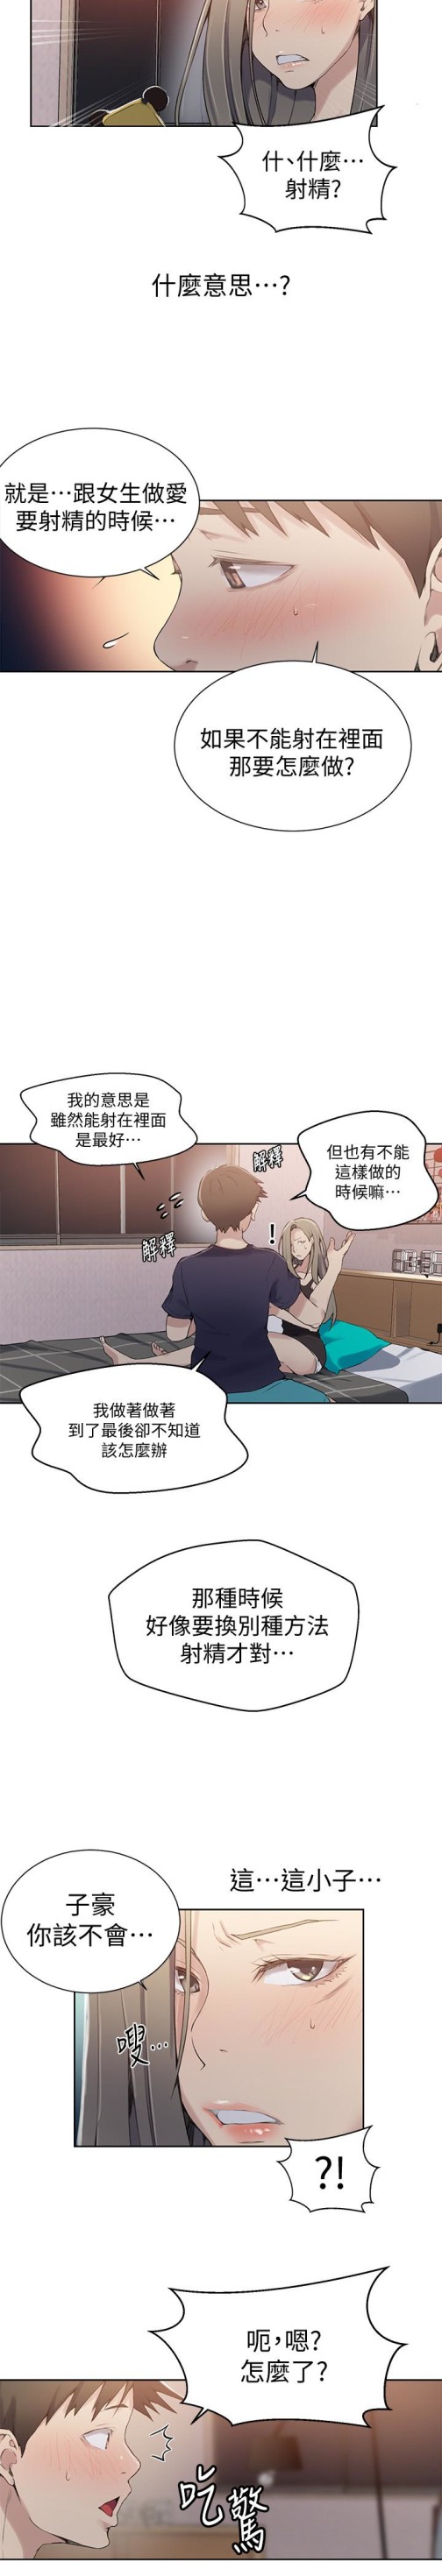 什、什麼⋯
射精?
什麼意思⋯?
就是⋯跟女生做愛
要射精的時候⋯
如果不能射在裡面
那要怎麼做?
我的意思是
雖然能射在裡面
是最好⋯
解釋
但也有不能
這樣做的
時候嘛⋯
!
解釋
我做著做著
到了最後卻不知道
該怎麼辦
那種時候
好像要換別種方法
射精才對⋯
這⋯這小子⋯
子豪
你該不會⋯
嗖⋯
?!
呃,嗯?
怎麼了?
吃驚